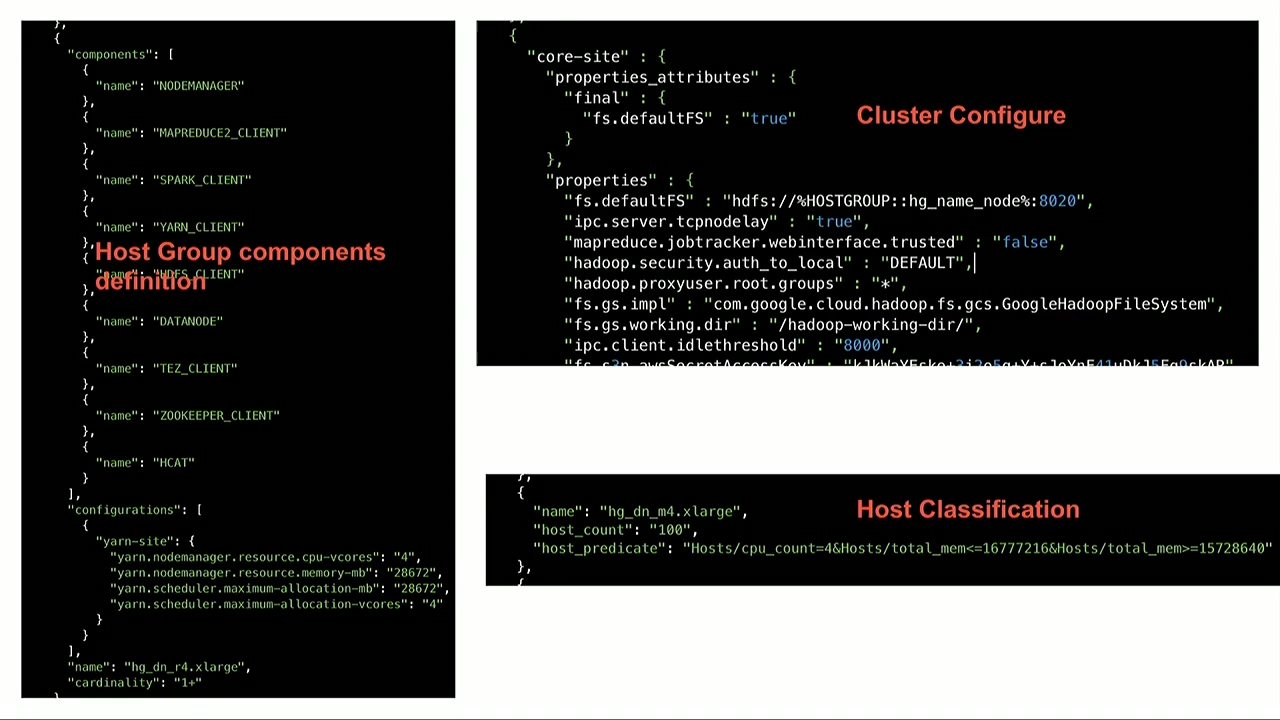 },
{
"components": [
{
"name": "NODEMANAGER"
},
{
"name": "MAPREDUCE2_CLIENT"
},
{
"name": "SPARK_CLIENT"
},
{
"name": "YARN_CLIENT"
},
{
"name": "HDFS_CLIENT"
},
{
"name": "DATANODE"
},
{
"name": "TEZ_CLIENT"
},
{
"name": "ZOOKEEPER_CLIENT"
},
{
"name": "HCAT"
}
],
"configurations": [
{
"yarn-site": {
"yarn.nodemanager.resource.cpu-vcores": "4",
"yarn.nodemanager.resource.memory-mb": "28672",
"yarn.scheduler.maximum-allocation-mb": "28672",
"yarn.scheduler.maximum-allocation-vcores": "4"
}
}
],
"name": "hg_dn_r4.xlarge",
"cardinality": "1+"
}
Host Group components
definition
{
"core-site" : {
"properties_attributes" : {
"final" : {
"fs.defaultFS" : "true"
}
},
"properties" : {
"fs.defaultFS" : "hdfs://%HOSTGROUP::hg_name_node%:8020",
"ipc.server.tcpnodelay" : "true",
"mapreduce.jobtracker.webinterface.trusted" : "false",
"hadoop.security.auth_to_local" : "DEFAULT",
"hadoop.proxyuser.root.groups" : "*",
"fs.gs.impl" : "com.google.cloud.hadoop.fs.gcs.GoogleHadoopFileSystem",
"fs.gs.working.dir" : "/hadoop-working-dir/",
"ipc.client.idlethreshold" : "8000",
"fs.s3n.awsSecretAccessKey" :
Cluster Configure
},
{
"name": "hg_dn_m4.xlarge",
"host_count": "100",
"host_predicate": "Hosts/cpu_count=4&Hosts/total_mem<=16777216&Hosts/total_mem>=15728640"
},
{
Host Classification